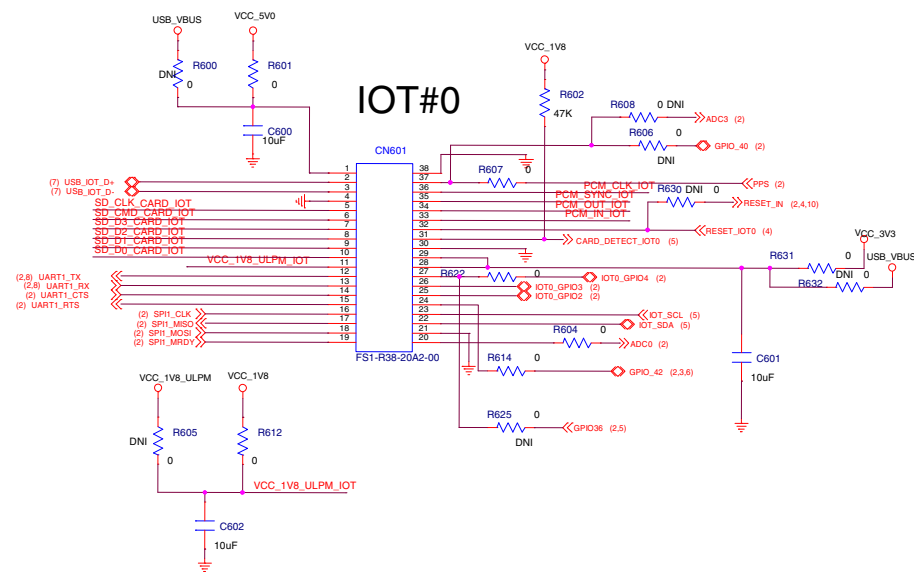 USB_VBUS
VCC_5V0
R600
DNI
0
R601
0
C600
10uF
IOT#0
VCC_1V8
R602
47K
R608
0 DNI
ADC3 (2)
R606
0
DNI
GPIO_40 (2)
CN601
R607
0
PPS (2)
PCM_CLK_IOT
PCM_SYNC_IOT
PCM_OUT_IOT
PCM_IN_IOT
R630 DNI 0
RESET_IN (2,4,10)
RESET_IOT0 (4)
CARD_DETECT_IOT0 (5)
VCC_3V3
R631
0
USB_VBUS
DNI 0
R632
(7) USB_IOT_D+
(7) USB_IOT_D-
SD_CLK_CARD_IOT
SD_CMD_CARD_IOT
SD_D3_CARD_IOT
SD_D2_CARD_IOT
SD_D1_CARD_IOT
SD_D0_CARD_IOT
VCC_1V8_ULPM_IOT
(2,8) UART1_TX
(2,8) UART1_RX
(2) UART1_CTS
(2) UART1_RTS
(2) SPI1_CLK
(2) SPI1_MISO
(2) SPI1_MOSI
(2) SPI1_MRDY
1
2
3
4
5
6
7
8
9
10
11
12
13
14
15
16
17
18
19
38
37
36
35
34
33
32
31
30
29
28
27
26
25
24
23
22
21
20
FS1-R38-20A2-00
R622
0
IOT0_GPIO4 (2)
IOT0_GPIO3 (2)
IOT0_GPIO2 (2)
IOT_SCL (5)
IOT_SDA (5)
R604
0
ADC0 (2)
R614
0
GPIO_42 (2,3,6)
C601
10uF
R625
0
DNI
GPIO36 (2,5)
VCC_1V8_ULPM
VCC_1V8
DNI
R605
0
R612
0
VCC_1V8_ULPM_IOT
C602
10uF